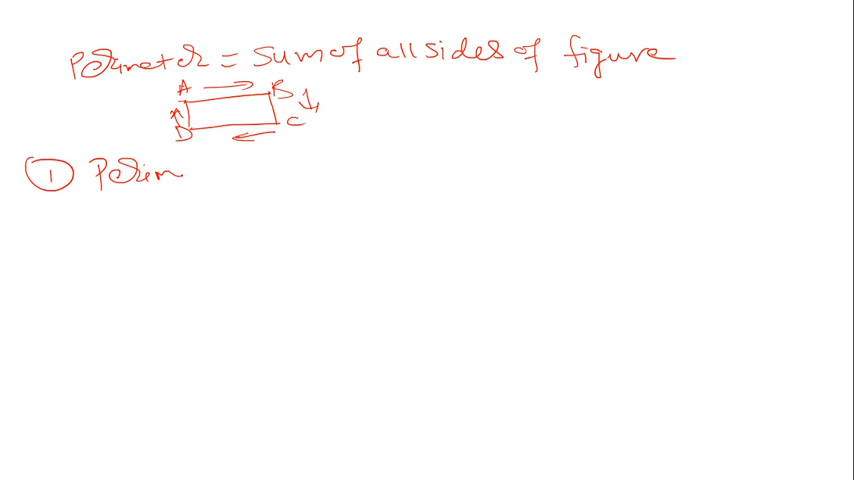 Perimeter = sum of all sides of figure
A B
D C
① Perim